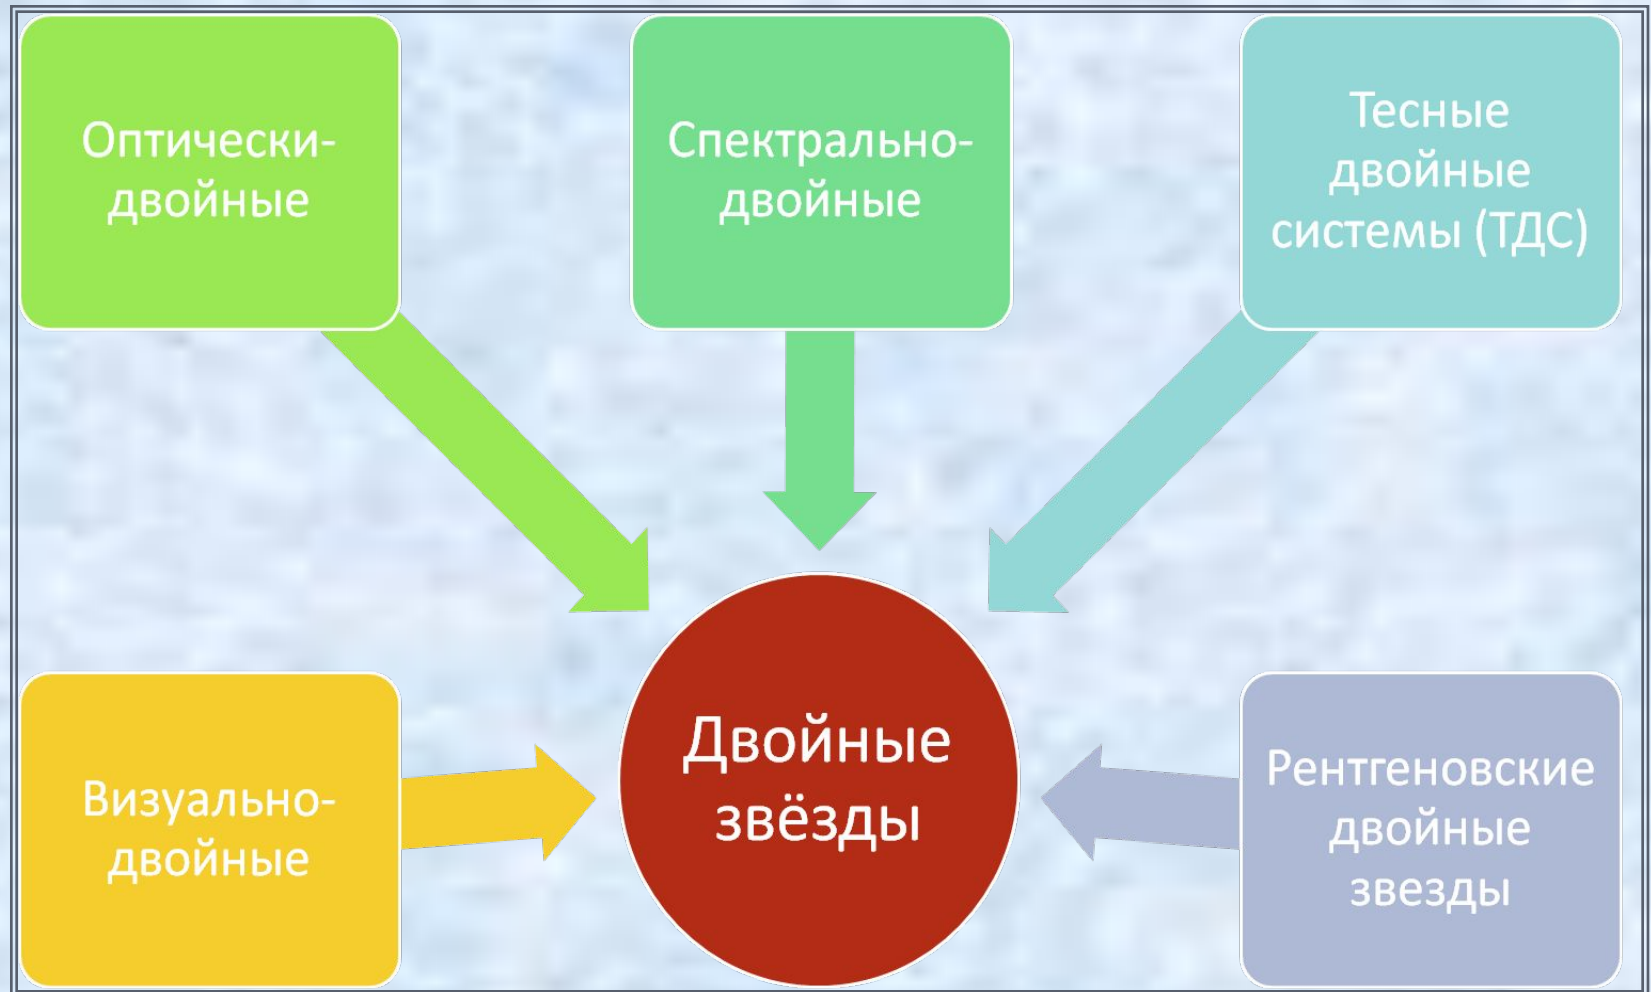 Оптически-
двойные
Спектрально-
двойные
Тесные
двойные
системы (ТДС)
Визуально-
двойные
Двойные
звёзды
Рентгеновские
двойные
звезды